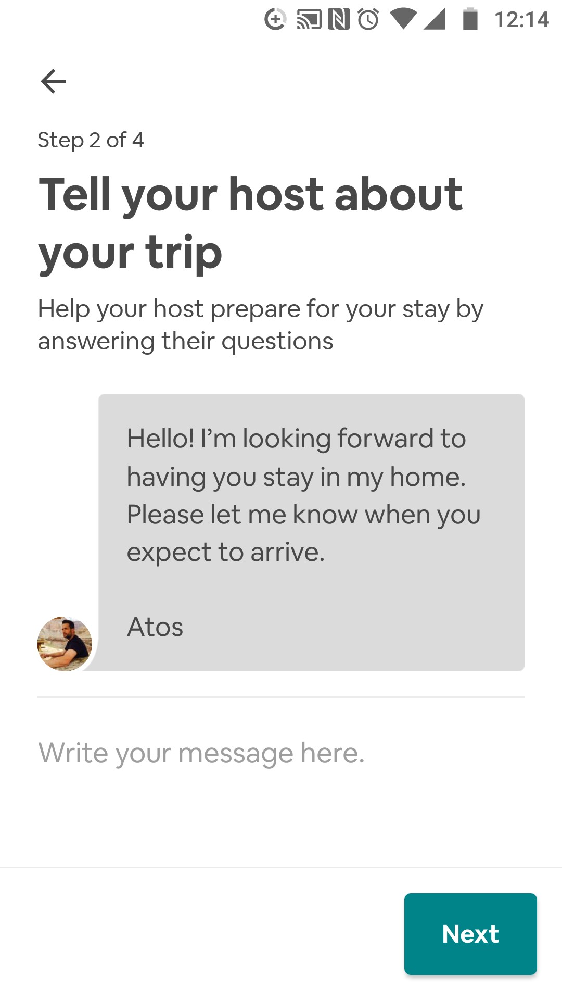 12:14
Step 2 of 4
Tell your host about
your trip
Help your host prepare for your stay by
answering their questions
Hello! I’m looking forward to
having you stay in my home.
Please let me know when you
expect to arrive.
Atos
Write your message here.
Next